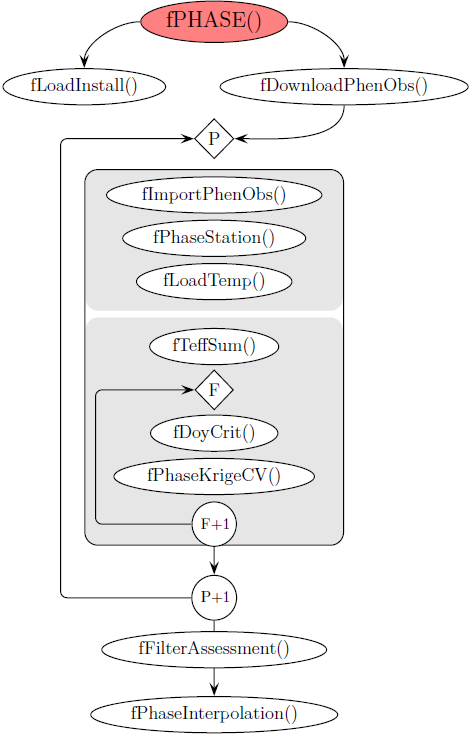 fPHASE()
fLoadInstall()
fDownloadPhenObs()
P
fImportPhenObs()
fPhaseStation()
fLoadTemp()
fTeffSum()
F
fDoyCrit()
fPhaseKrigeCV()
F+1
P+1
fFilterAssessment()
fPhaseInterpolation()